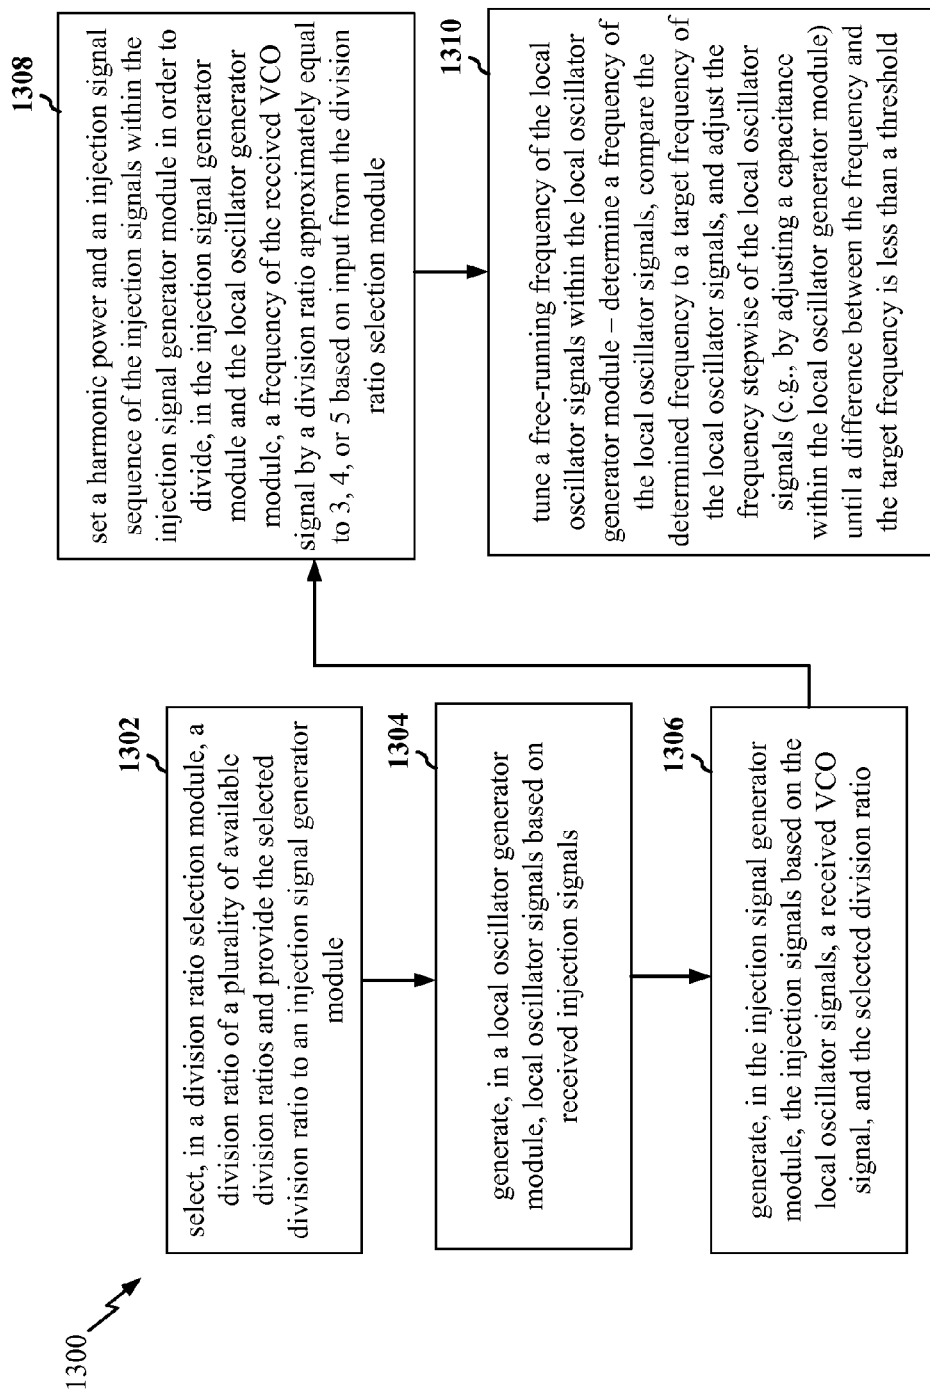 1300
1302
select, in a division ratio selection module, a
division ratio of a plurality of available
division ratios and provide the selected
division ratio to an injection signal generator
module
1304
generate, in a local oscillator generator
module, local oscillator signals based on
received injection signals
1306
generate, in the injection signal generator
module, the injection signals based on the
local oscillator signals, a received VCO
signal, and the selected division ratio
1308
set a harmonic power and an injection signal
sequence of the injection signals within the
injection signal generator module in order to
divide, in the injection signal generator
module and the local oscillator generator
module, a frequency of the received VCO
signal by a division ratio approximately equal
to 3, 4, or 5 based on input from the division
ratio selection module
1310
tune a free-running frequency of the local
oscillator signals within the local oscillator
generator module – determine a frequency of
the local oscillator signals, compare the
determined frequency to a target frequency of
the local oscillator signals, and adjust the
frequency stepwise of the local oscillator
signals (e.g., by adjusting a capacitance
within the local oscillator generator module)
until a difference between the frequency and
the target frequency is less than a threshold